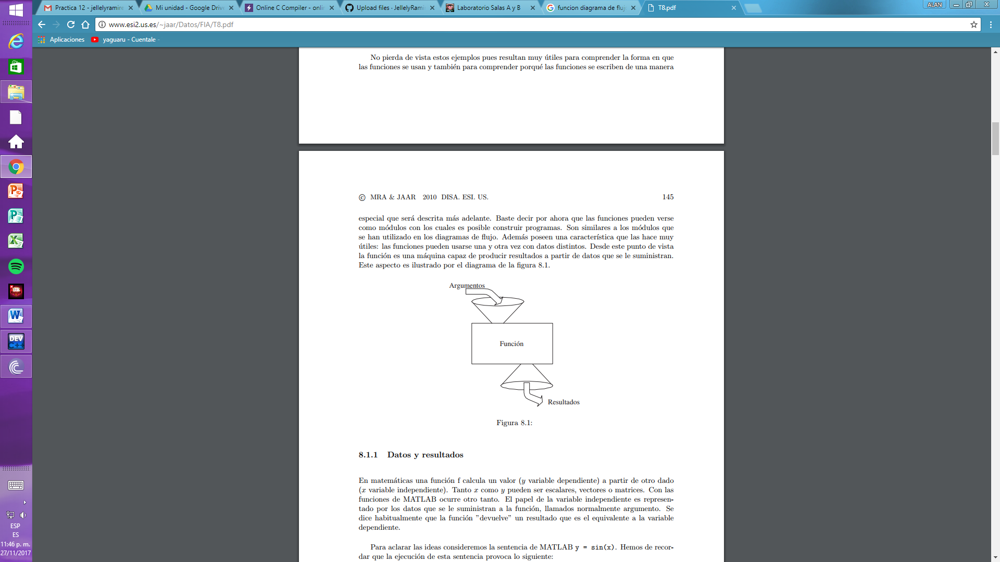 Practica 12 - jellelyramire
Mi unidad - Google Drive
Online C Compiler - onlin
Upload files · JellelyRami
Laboratorio Salas A y B
funcion diagrama de fluj
T8.pdf
ALAN
www.esi2.us.es/~jaar/Datos/FIA/T8.pdf
Aplicaciones
yaguaru - Cuentale -
No pierda de vista estos ejemplos pues resultan muy útiles para comprender la forma en que
las funciones se usan y también para comprender porqué las funciones se escriben de una manera
© MRA & JAAR 2010 DISA. ESI. US. 145
especial que será descrita más adelante. Baste decir por ahora que las funciones pueden verse
como módulos con los cuales es posible construir programas. Son similares a los módulos que
se han utilizado en los diagramas de flujo. Además poseen una característica que las hace muy
útiles: las funciones pueden usarse una y otra vez con datos distintos. Desde este punto de vista
la función es una máquina capaz de producir resultados a partir de datos que se le suministran.
Este aspecto es ilustrado por el diagrama de la figura 8.1.
Argumentos
Función
Resultados
Figura 8.1:
8.1.1 Datos y resultados
En matemáticas una función f calcula un valor (y variable dependiente) a partir de otro dado
(x variable independiente). Tanto x como y pueden ser escalares, vectores o matrices. Con las
funciones de MATLAB ocurre otro tanto. El papel de la variable independiente es represen-
tado por los datos que se le suministran a la función, llamados normalmente argumento. Se
dice habitualmente que la función "devuelve" un resultado que es el equivalente a la variable
dependiente.
Para aclarar las ideas consideremos la sentencia de MATLAB y = sin(x). Hemos de recor-
dar que la ejecución de esta sentencia provoca lo siguiente:
DEV
C++
ESP
ES
11:46 p. m.
27/11/2017